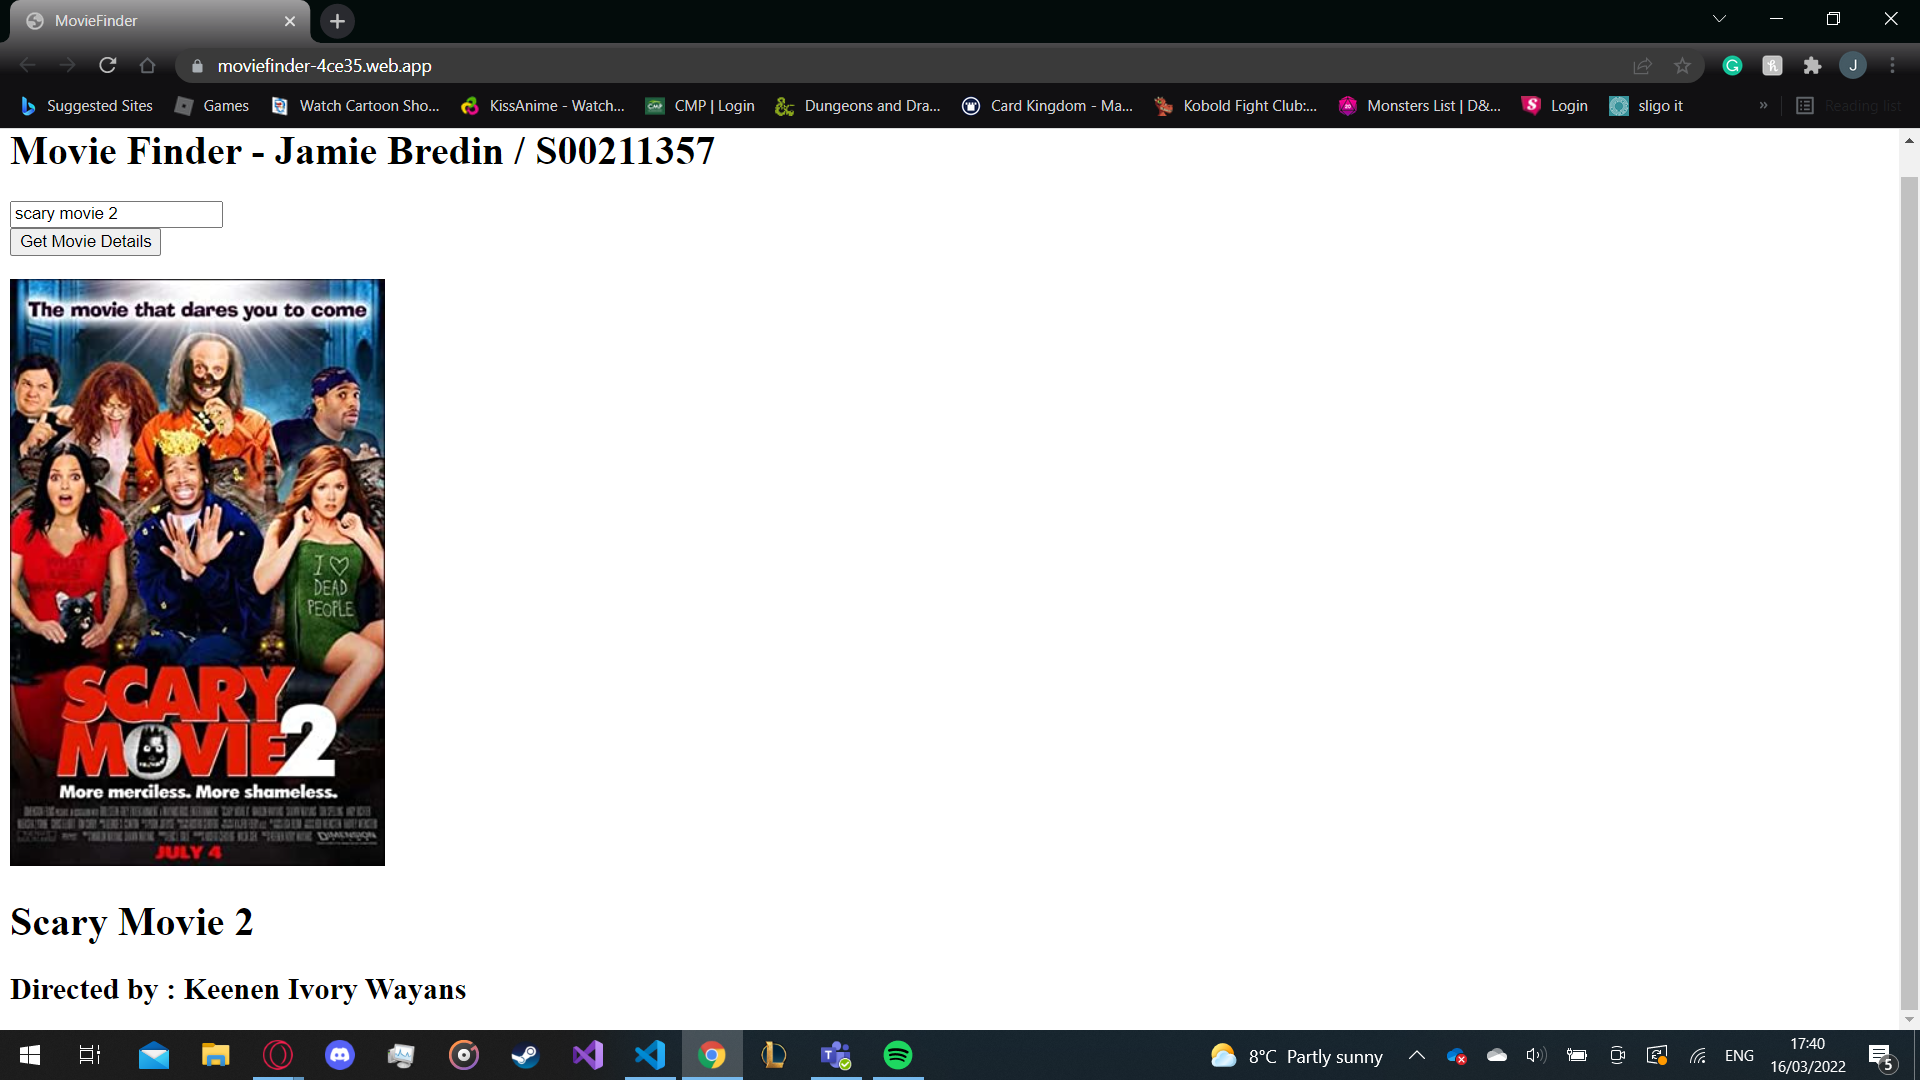 MovieFinder
moviefinder-4ce35.web.app
J
Suggested Sites Games Watch Cartoon Sho... KissAnime - Watch... CMP | Login Dungeons and Dra... Card Kingdom - Ma... Kobold Fight Club:... Monsters List | D&... Login sligo it » Reading list
Movie Finder - Jamie Bredin / S00211357
scary movie 2
Get Movie Details
The movie that dares you to come
I ♡
DEAD
PEOPLE
SCARY
MOVIE 2
More merciless. More shameless.
DIMENSION
JULY 4
Scary Movie 2
Directed by : Keenen Ivory Wayans
8°C Partly sunny
ENG
17:40
16/03/2022
5